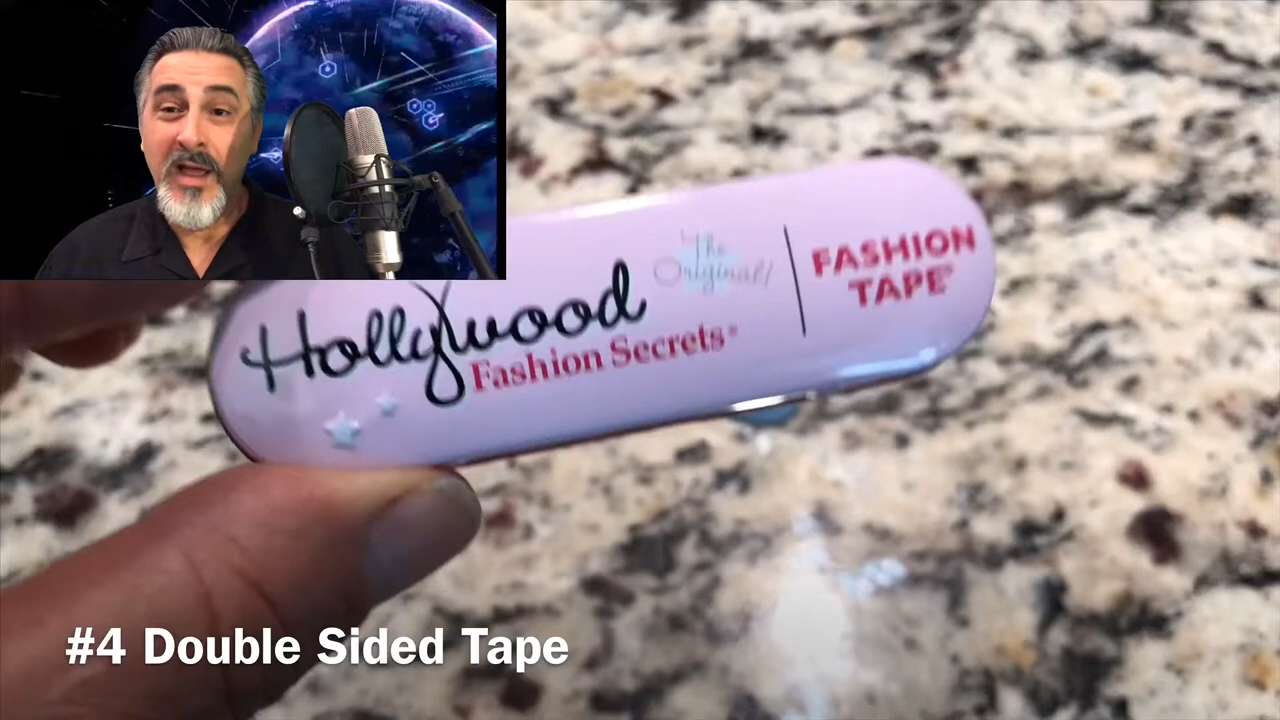 Hollywood
Fashion Secrets®
The
Original!
FASHION
TAPE®
#4 Double Sided Tape